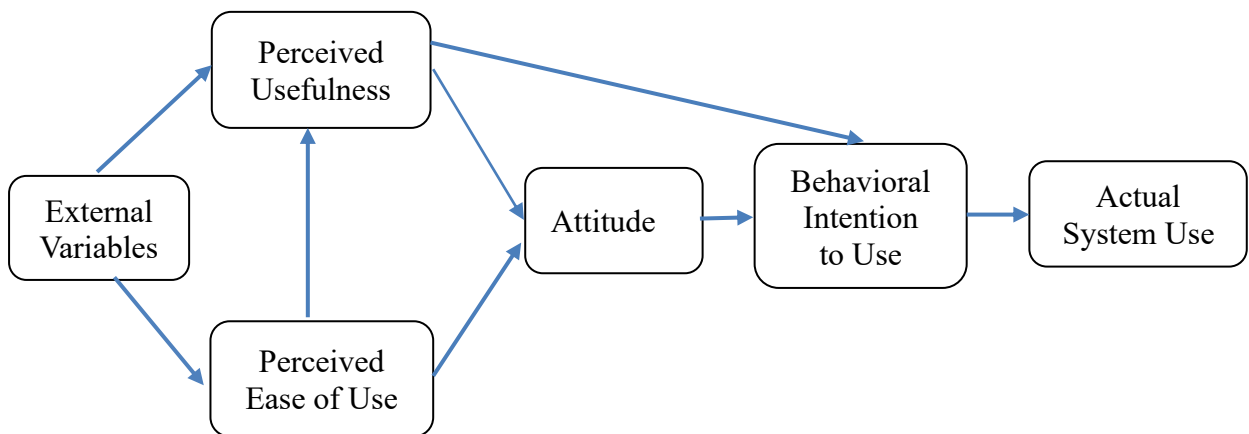 Perceived
Usefulness
External
Variables
Perceived
Ease of Use
Attitude
Behavioral
Intention
to Use
Actual
System Use